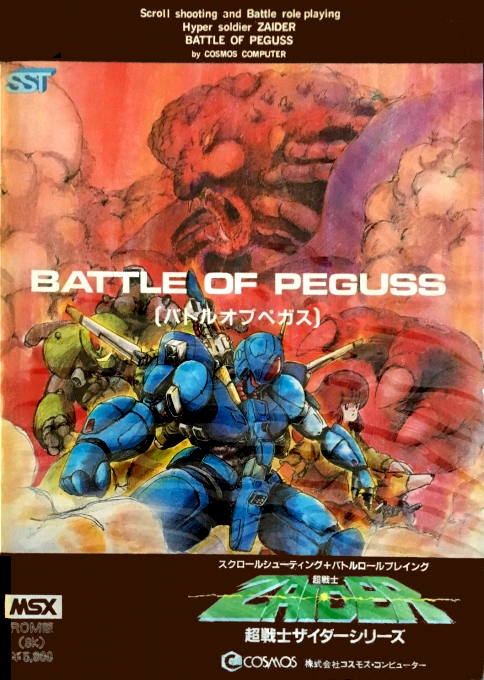 Scroll shooting and Battle role playing
Hyper soldier ZAIDER
BATTLE OF PEGUSS
by COSMOS COMPUTER
SST
BATTLE OF PEGUSS
〔バトルオブペガス〕
スクロールシューティング+バトルロールプレイング
超戦士
ZAIDER
超戦士ザイダーシリーズ
MSX
ROM版
(8K)
¥5,800
COSMOS 株式会社コスモス・コンピューター